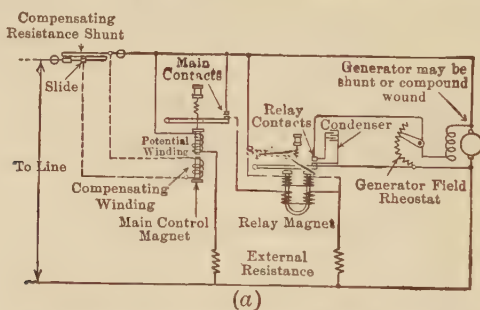 Compensating
Resistance Shunt
Slide
To Line
Main
Contacts
Potential
Winding
Compensating
Winding
Main Control
Magnet
Relay
Contacts
Condenser
Relay Magnet
External
Resistance
Generator may be
shunt or compound
wound
Generator Field
Rheostat
(a)